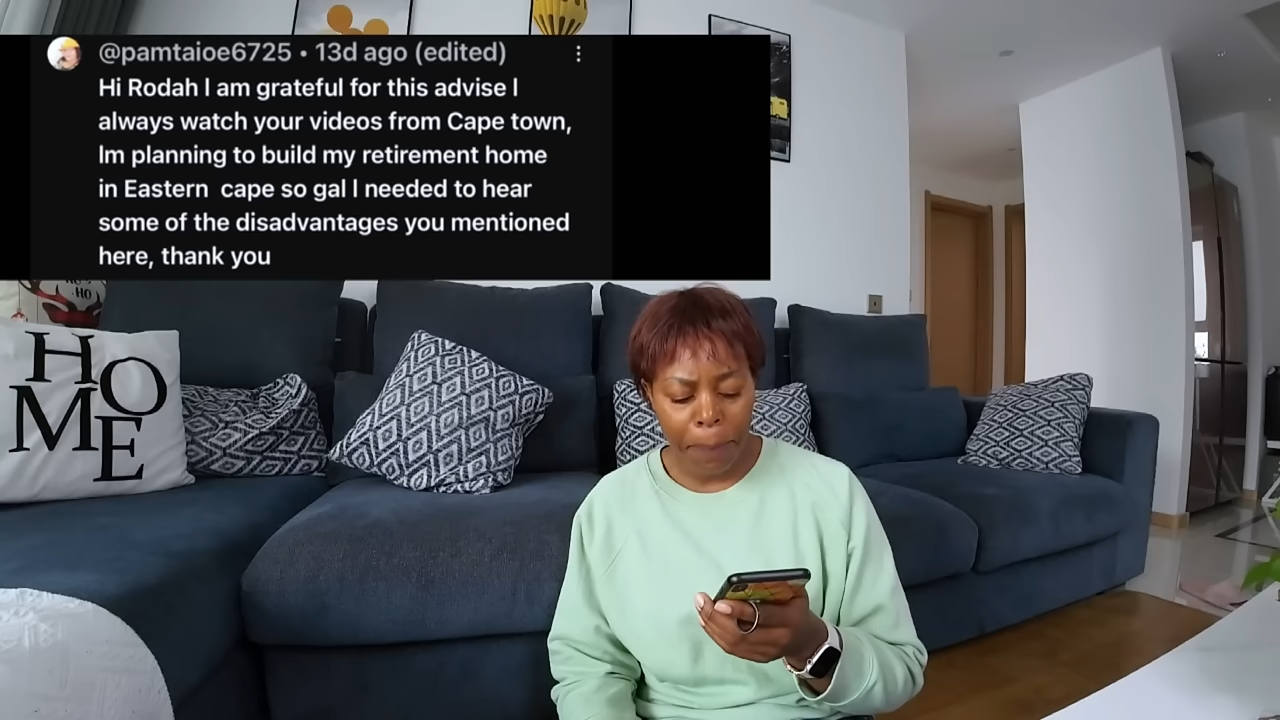 @pamtaioe6725 • 13d ago (edited)
Hi Rodah I am grateful for this advise I
always watch your videos from Cape town,
Im planning to build my retirement home
in Eastern cape so gal I needed to hear
some of the disadvantages you mentioned
here, thank you
HO
HO
ME